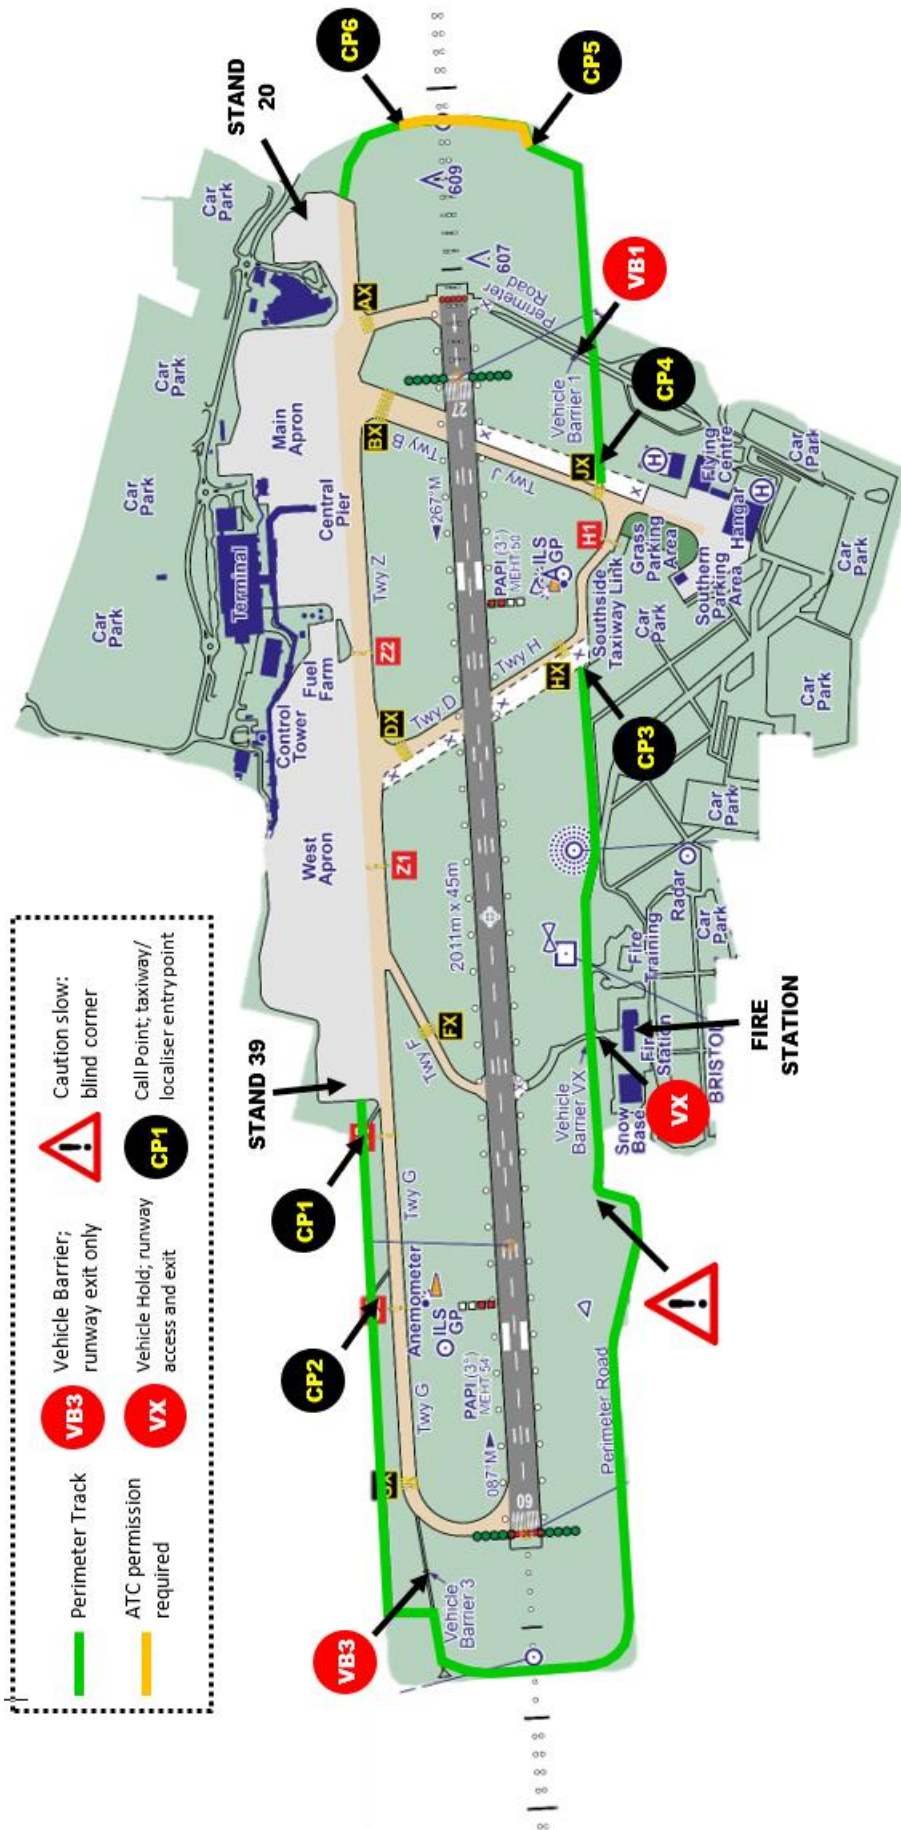 Perimeter Track
ATC permission
required
VB3
Vehicle Barrier;
runway exit only
VX
Vehicle Hold; runway
access and exit
Caution slow:
blind corner
CP1
Call Point; taxiway/
localiser entrypoint
STAND
20
CP6
CP5
STAND 39
Car
Park
Car
Park
Car
Park
Car
Park
Car
Park
Terminal
Main
Apron
Central
Pier
Fuel
Farm
Control
Tower
West
Apron
CP1
CP2
VB3
Vehicle
Barrier 3
Twy G
Twy G
Anemometer
ILS
GP
PAPI (3°)
MEHT 54
087°M
09
Twy F
FX
Z1
DX
Twy D
Z2
Twy Z
BX
Twy B
AX
2011m x 45m
267°M
27
PAPI (3°)
MEHT 50
ILS
GP
Twy H
HX
Twy J
JX
H1
607
609
Perimeter
Road
VB1
Vehicle
Barrier 1
CP4
CP3
Southside
Taxiway Link
Grass
Parking
Area
Southern
Parking
Area
Hangar
Flying
Centre
H
H
Car
Park
Car
Park
Car
Park
Car
Park
Car
Park
Car
Park
Radar
Fire
Training
Fire
Station
FIRE
STATION
Snow
Base
BRISTOL
VX
Vehicle
Barrier VX
Perimeter Road